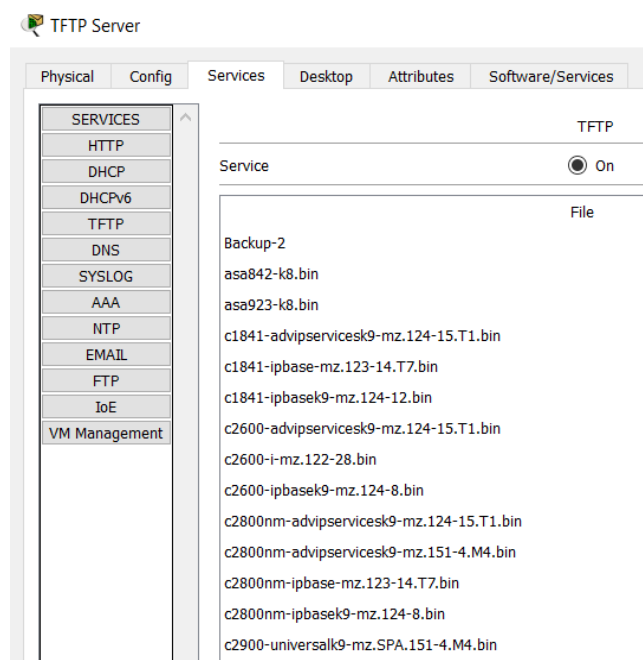 TFTP Server
Physical Config Services Desktop Attributes Software/Services
SERVICES
HTTP
DHCP
DHCPv6
TFTP
DNS
SYSLOG
AAA
NTP
EMAIL
FTP
IoE
VM Management
TFTP
Service On
File
Backup-2
asa842-k8.bin
asa923-k8.bin
c1841-advipservicesk9-mz.124-15.T1.bin
c1841-ipbase-mz.123-14.T7.bin
c1841-ipbasek9-mz.124-12.bin
c2600-advipservicesk9-mz.124-15.T1.bin
c2600-i-mz.122-28.bin
c2600-ipbasek9-mz.124-8.bin
c2800nm-advipservicesk9-mz.124-15.T1.bin
c2800nm-advipservicesk9-mz.151-4.M4.bin
c2800nm-ipbase-mz.123-14.T7.bin
c2800nm-ipbasek9-mz.124-8.bin
c2900-universalk9-mz.SPA.151-4.M4.bin